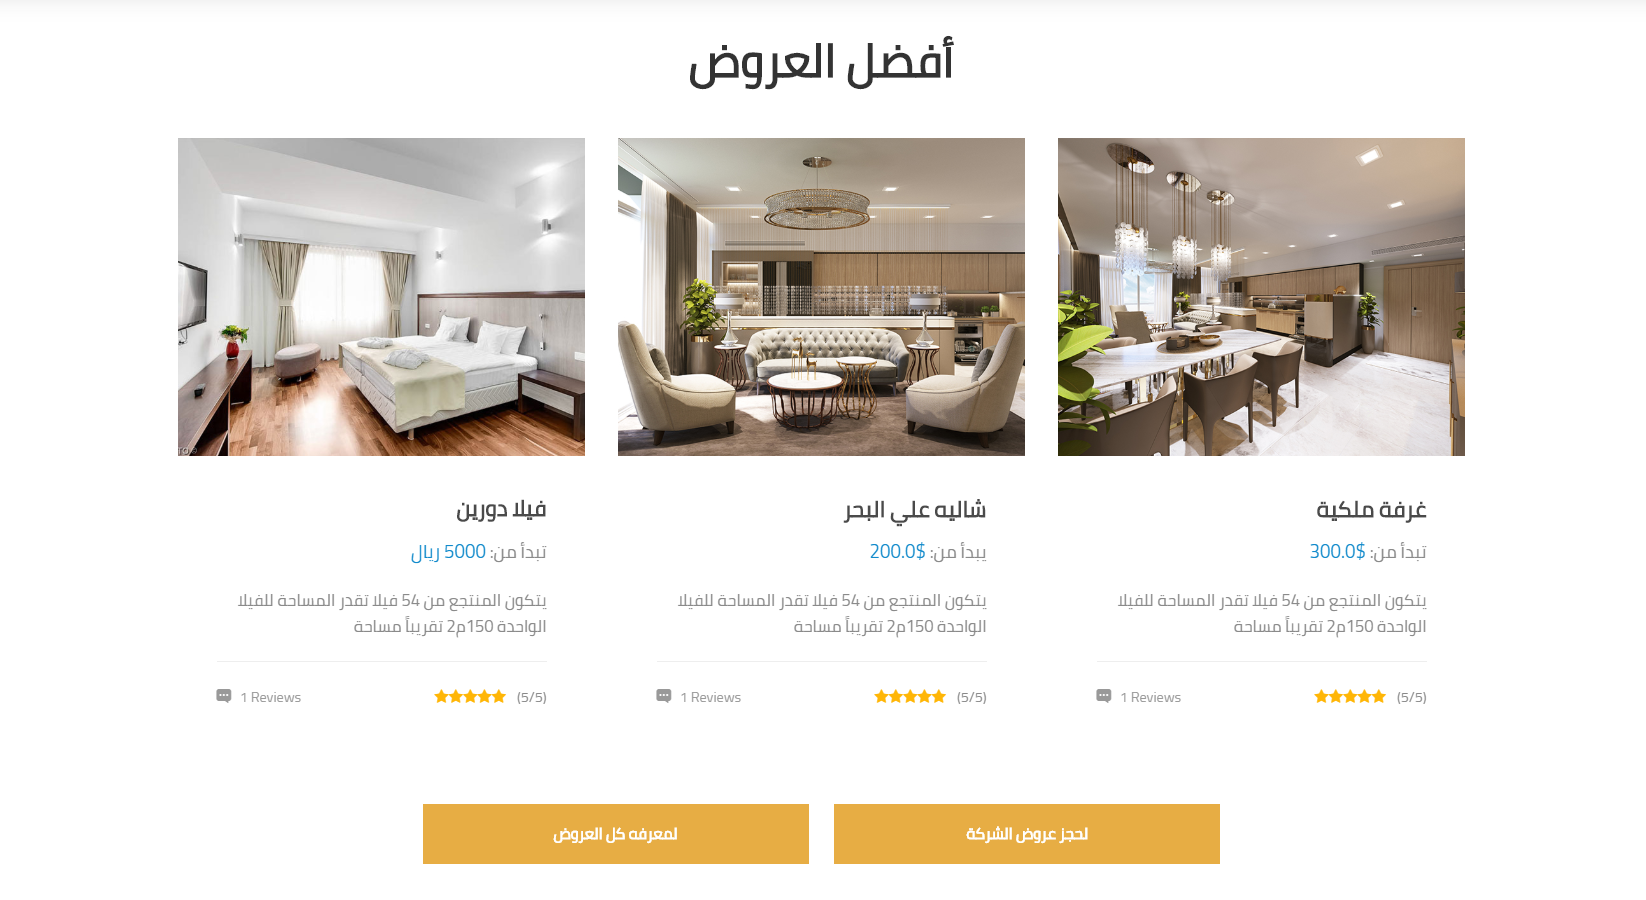 أفضل العروض
غرفة ملكية
تبدأ من: 300.0$
يتكون المنتجع من 54 فيلا تقدر المساحة للفيلا
الواحدة 150م2 تقريباً مساحة
(5/5)
1 Reviews
شاليه علي البحر
يبدأ من: 200.0$
يتكون المنتجع من 54 فيلا تقدر المساحة للفيلا
الواحدة 150م2 تقريباً مساحة
(5/5)
1 Reviews
فيلا دورين
تبدأ من: 5000 ريال
يتكون المنتجع من 54 فيلا تقدر المساحة للفيلا
الواحدة 150م2 تقريباً مساحة
(5/5)
1 Reviews
لحجز عروض الشركة
لمعرفه كل العروض